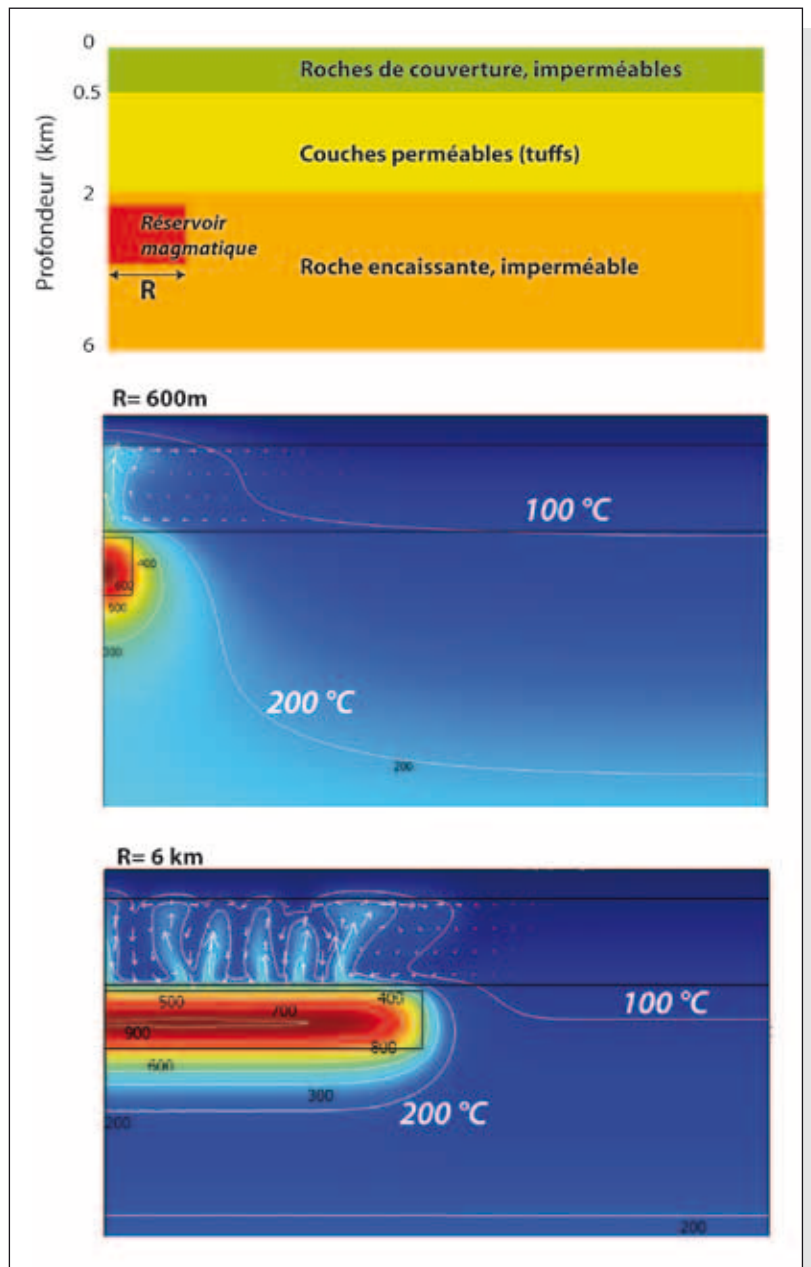 0
Roches de couverture, imperméables
0.5
Profondeur (km)
Couches perméables (tuffs)
2
Réservoir
magmatique
Roche encaissante, imperméable
R
6
R= 600m
100 °C
400
600
500
200 °C
200
R= 6 km
500
700
400
100 °C
900
800
600
300
200 °C
200
200